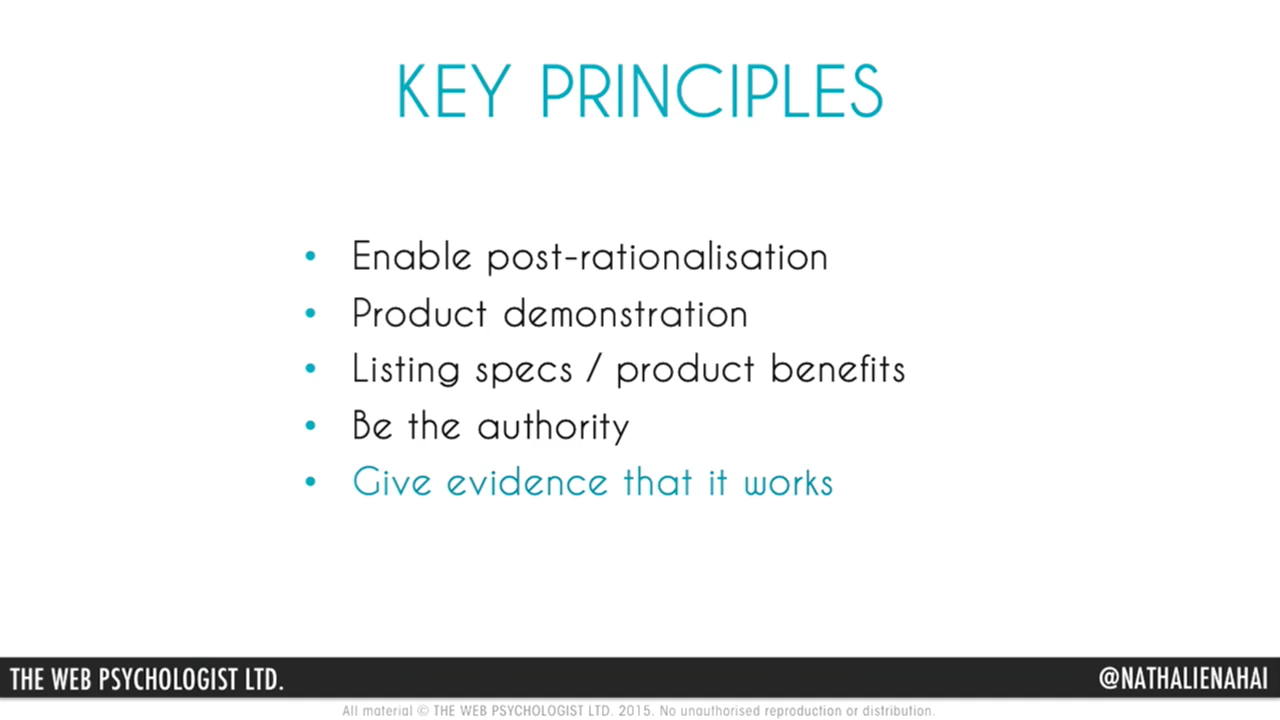 KEY PRINCIPLES
• Enable post-rationalisation
• Product demonstration
• Listing specs / product benefits
• Be the authority
• Give evidence that it works
THE WEB PSYCHOLOGIST LTD.
@NATHALIENAHAI
All material © THE WEB PSYCHOLOGIST LTD. 2015. No unauthorised reproduction or distribution.